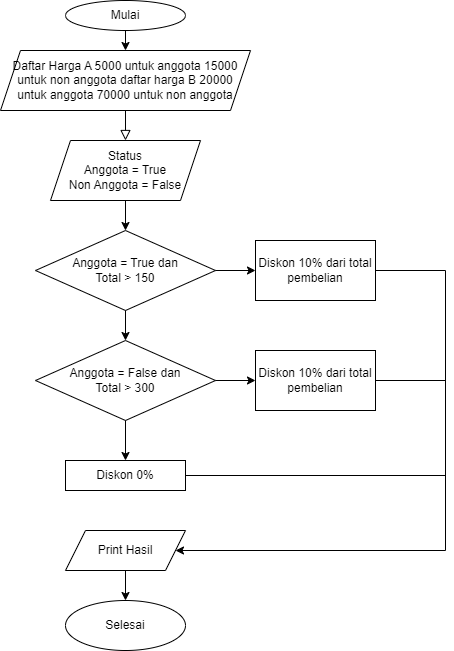 Mulai
Daftar Harga A 5000 untuk anggota 15000
untuk non anggota daftar harga B 20000
untuk anggota 70000 untuk non anggota
Status
Anggota = True
Non Anggota = False
Anggota = True dan
Total > 150
Diskon 10% dari total
pembelian
Anggota = False dan
Total > 300
Diskon 10% dari total
pembelian
Diskon 0%
Print Hasil
Selesai